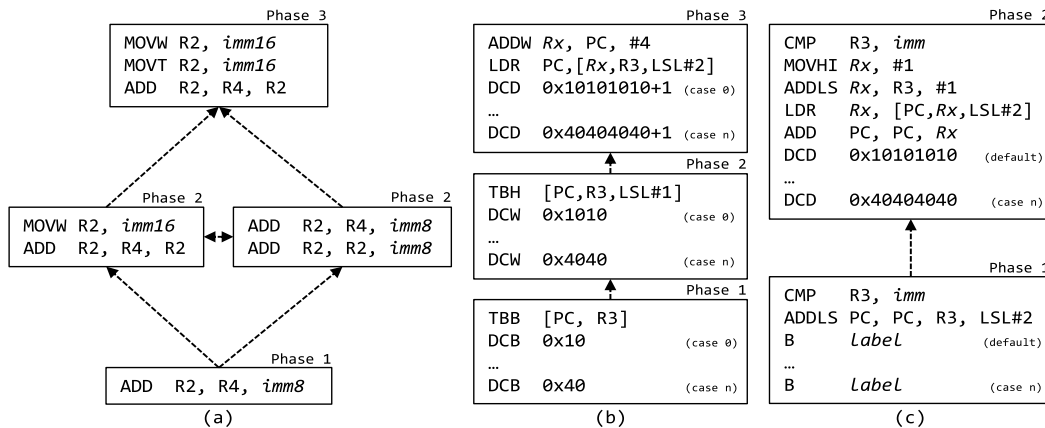 Phase 3
MOVW R2, imm16
MOVT R2, imm16
ADD R2, R4, R2
Phase 2
MOVW R2, imm16
ADD R2, R4, R2
Phase 2
ADD R2, R4, imm8
ADD R2, R2, imm8
Phase 1
ADD R2, R4, imm8
(a)
Phase 3
ADDW Rx, PC, #4
LDR PC,[Rx,R3,LSL#2]
DCD 0x10101010+1 (case 0)
…
DCD 0x40404040+1 (case n)
Phase 2
TBH [PC,R3,LSL#1]
DCW 0x1010 (case 0)
…
DCW 0x4040 (case n)
Phase 1
TBB [PC, R3]
DCB 0x10 (case 0)
…
DCB 0x40 (case n)
(b)
Phase 2
CMP R3, imm
MOVHI Rx, #1
ADDLS Rx, R3, #1
LDR Rx, [PC,Rx,LSL#2]
ADD PC, PC, Rx
DCD 0x10101010 (default)
…
DCD 0x40404040 (case n)
Phase 1
CMP R3, imm
ADDLS PC, PC, R3, LSL#2
B label (default)
…
B label (case n)
(c)